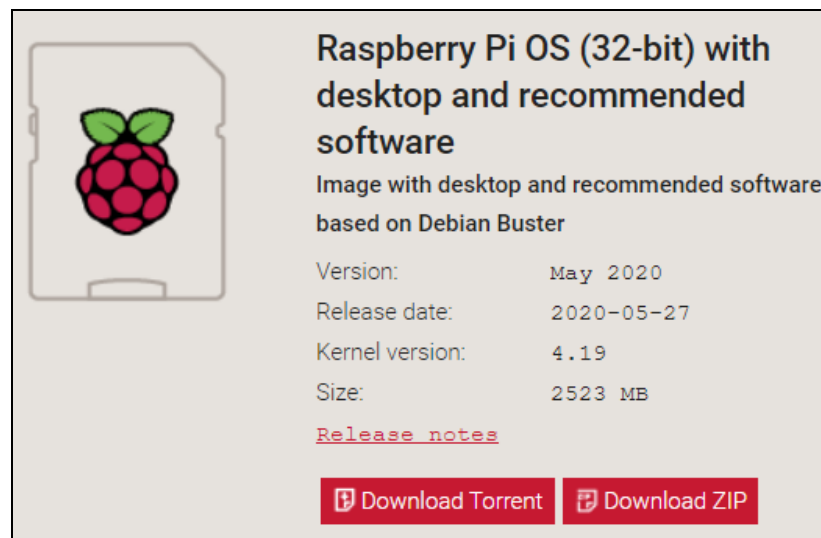 Raspberry Pi OS (32-bit) with
desktop and recommended
software
Image with desktop and recommended software
based on Debian Buster
Version: May 2020
Release date: 2020-05-27
Kernel version: 4.19
Size: 2523 MB
Release notes
Download Torrent Download ZIP